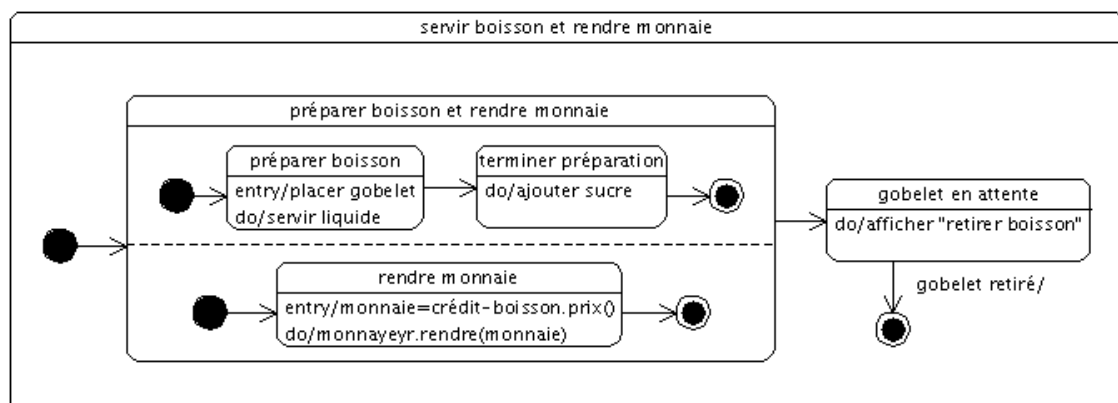 servir boisson et rendre monnaie
préparer boisson et rendre monnaie
préparer boisson
entry/placer gobelet
do/servir liquide
terminer préparation
do/ajouter sucre
gobelet en attente
do/afficher "retirer boisson"
rendre monnaie
entry/monnaie=crédit-boisson.prix()
do/monnayeyr.rendre(monnaie)
gobelet retiré/